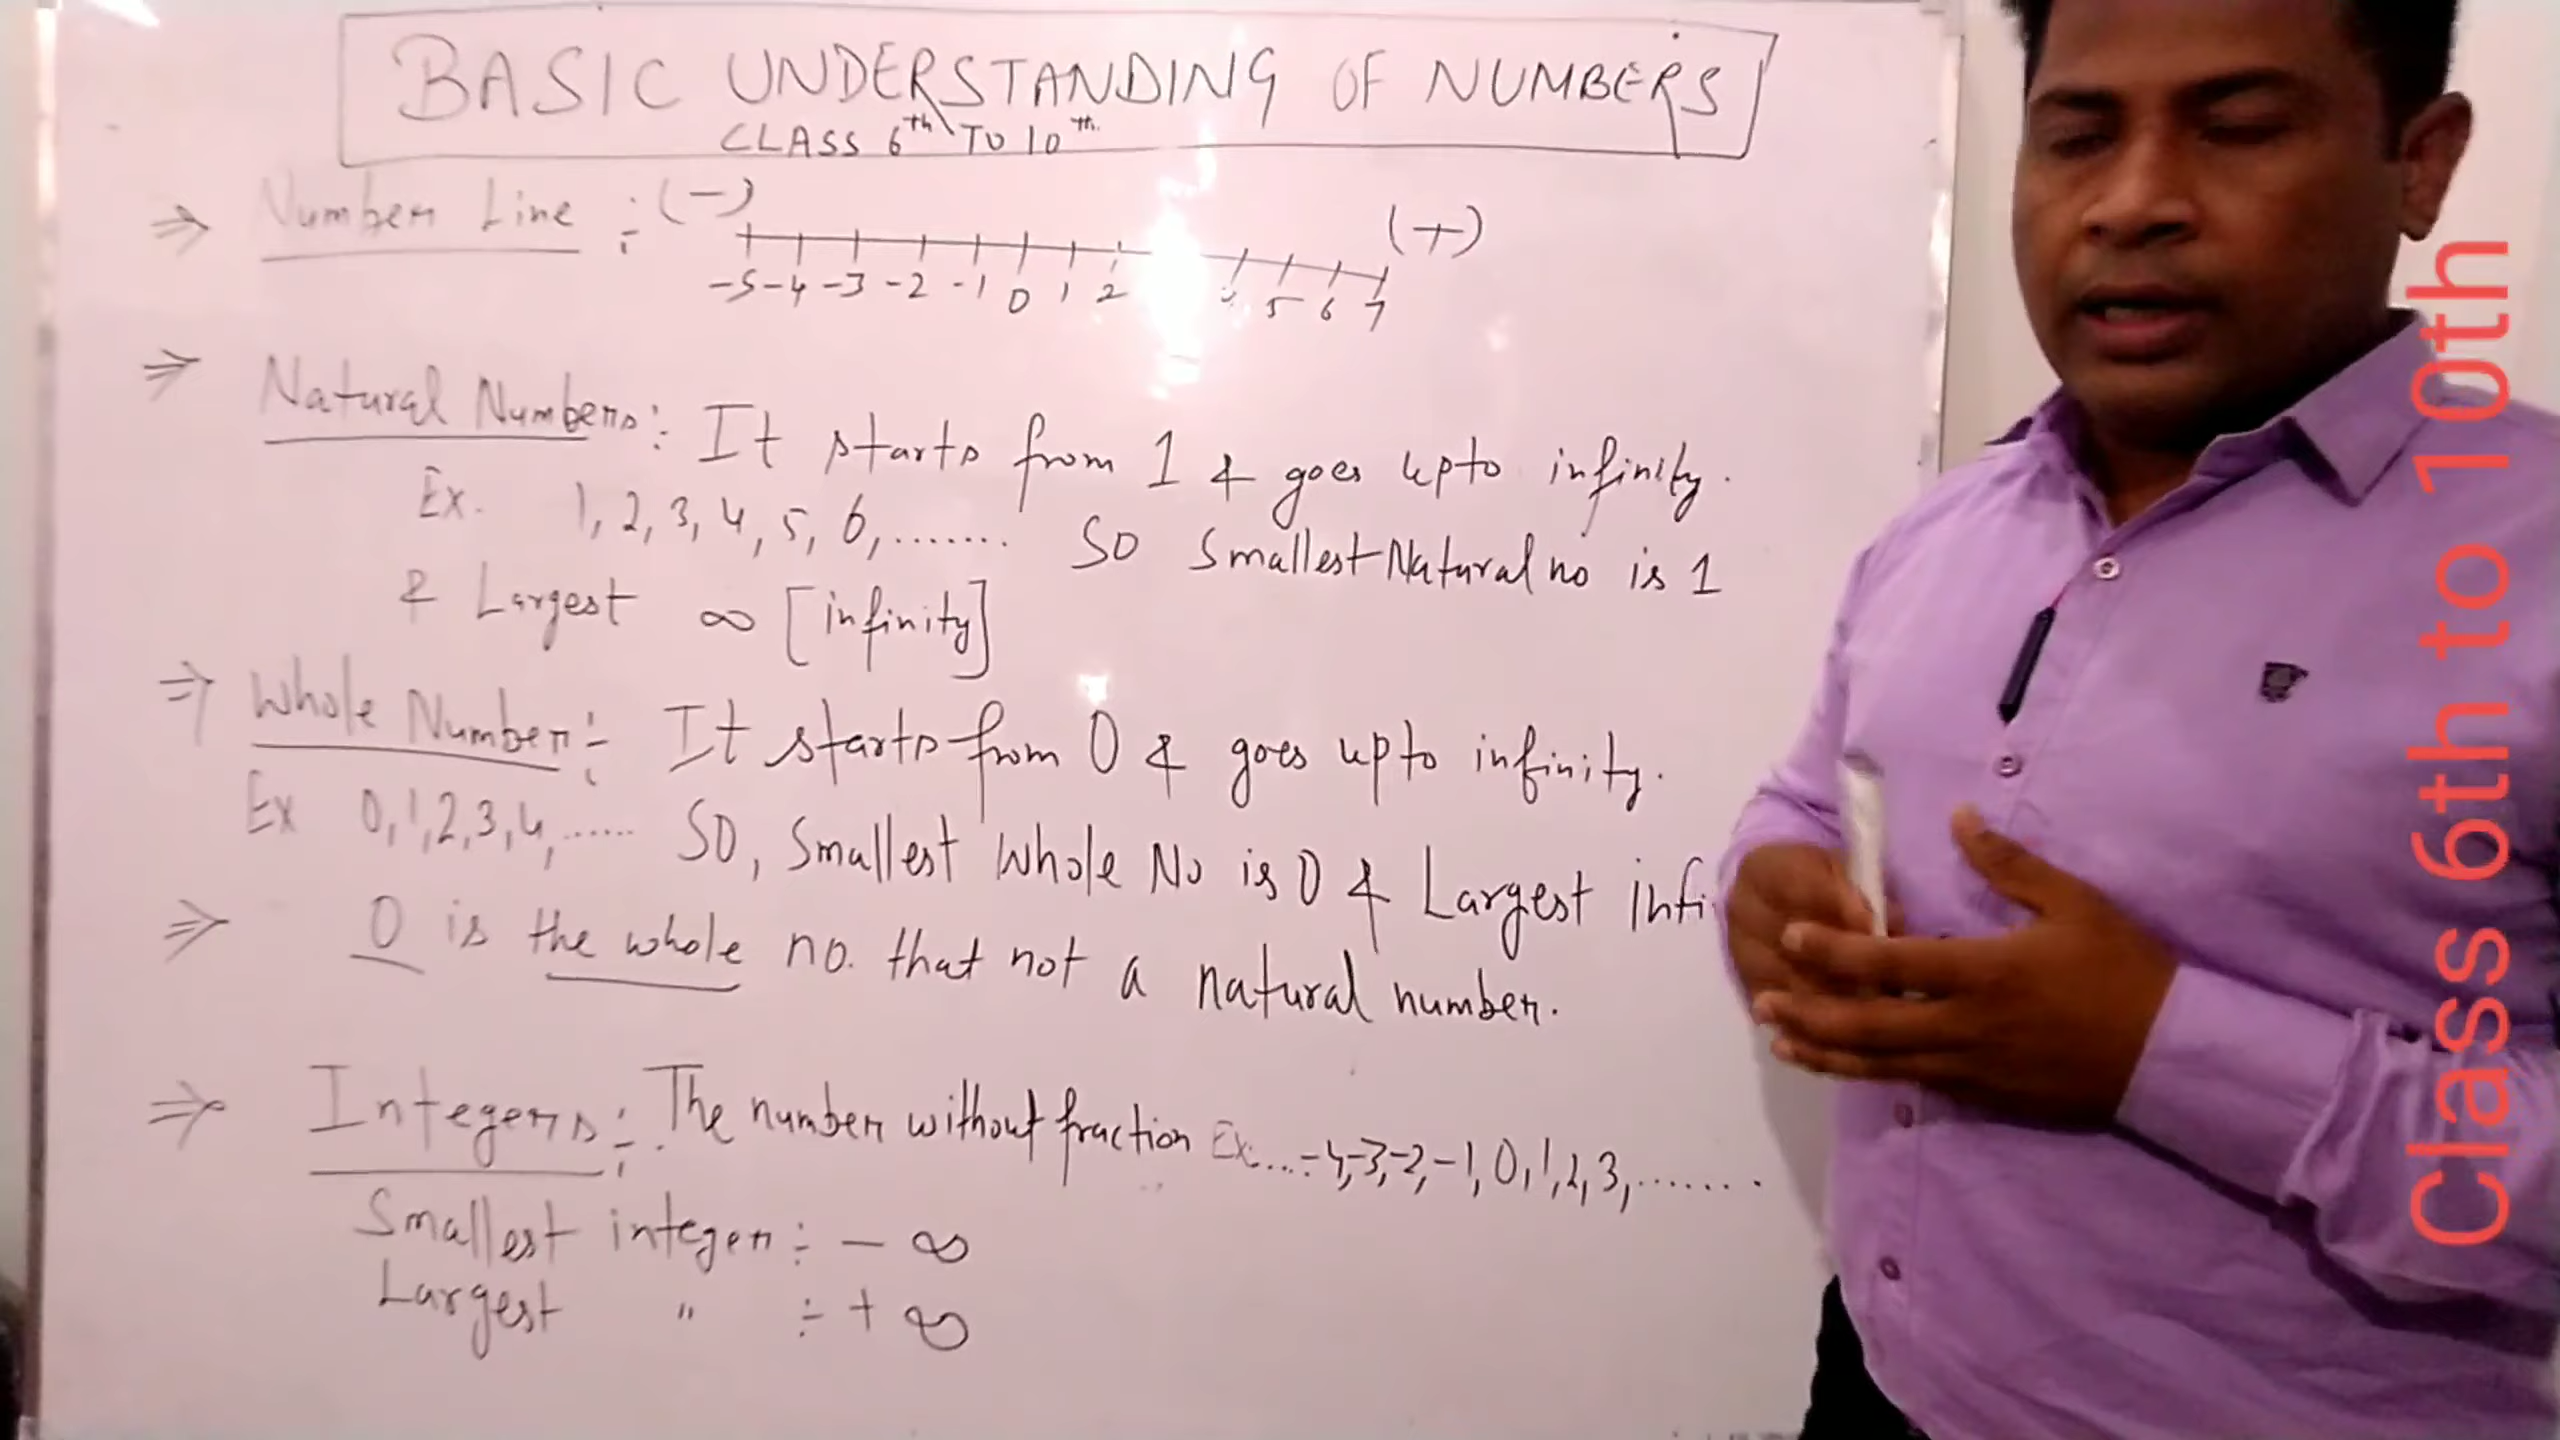 BASIC UNDERSTANDING OF NUMBERS
CLASS 6th TO 10th
⇒ Number Line :- (-) (+)
-5 -4 -3 -2 -1 0 1 2 5 6 7
⇒ Natural Numbers :- It starts from 1 & goes upto infinity.
Ex. 1, 2, 3, 4, 5, 6, ....... So Smallest Natural no is 1
& Largest ∞ [infinity]
⇒ Whole Number :- It starts from 0 & goes upto infinity.
Ex 0, 1, 2, 3, 4, ...... SO, Smallest Whole No is 0 & Largest infi
⇒ 0 is the whole no. that not a natural number.
⇒ Integers :- The number without fraction Ex. ...-4,-3,-2,-1, 0, 1, 2, 3, .......
Smallest integer :- - ∞
Largest " :- + ∞
Class 6th to 10th